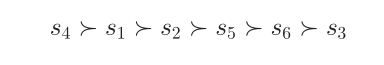 s₄ ≻ s₁ ≻ s₂ ≻ s₅ ≻ s₆ ≻ s₃